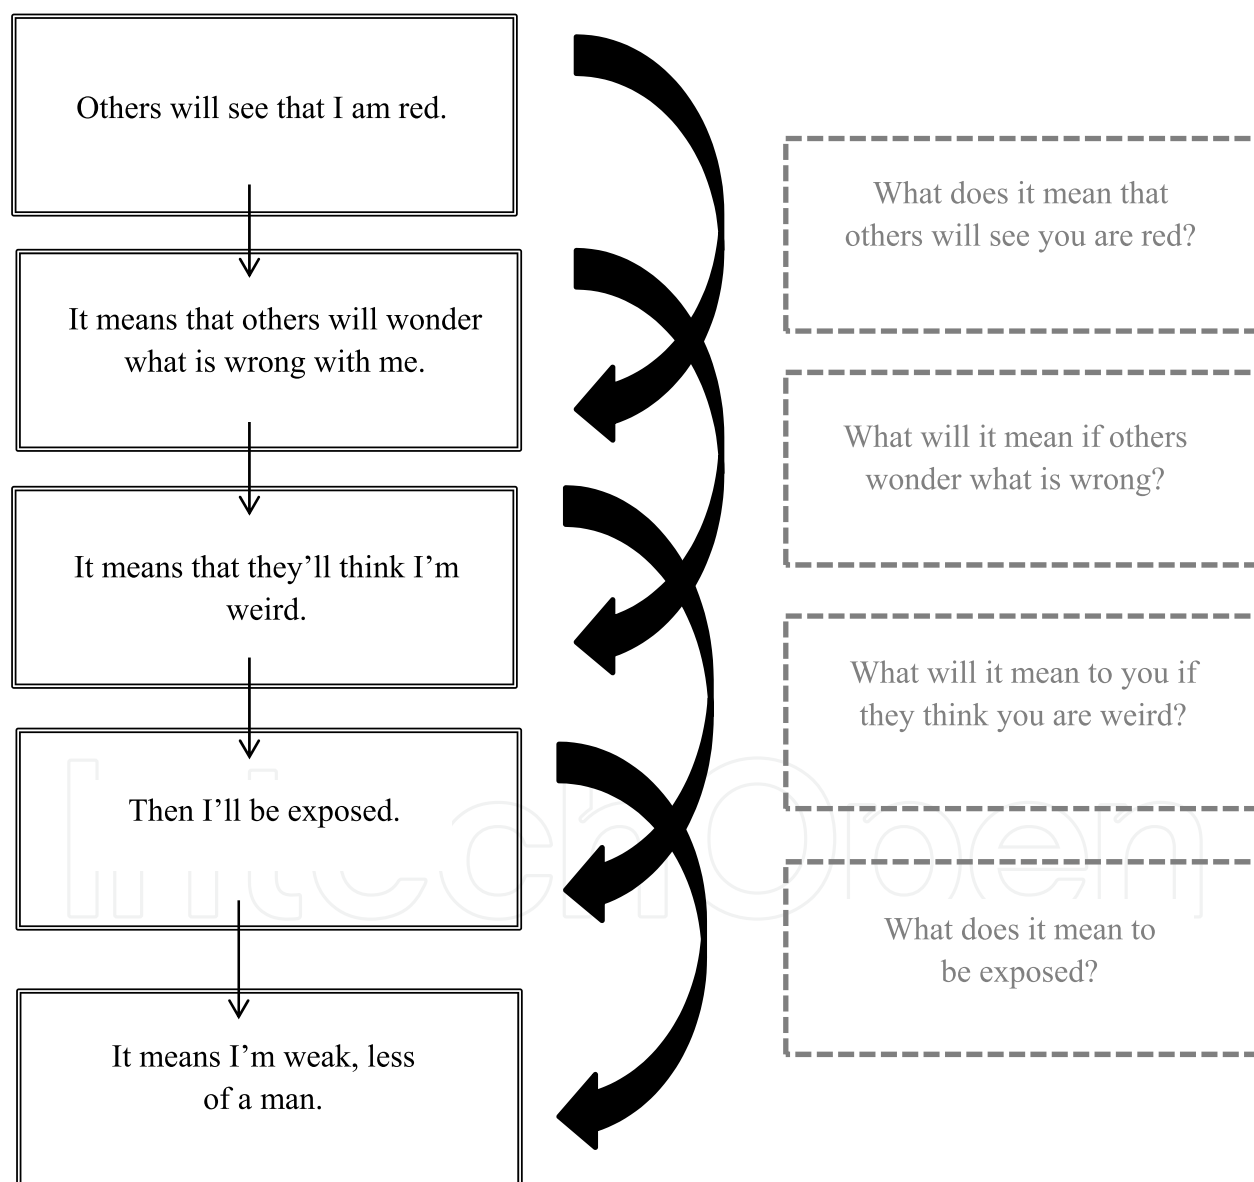 Others will see that I am red.
What does it mean that
others will see you are red?
It means that others will wonder
what is wrong with me.
What will it mean if others
wonder what is wrong?
It means that they’ll think I’m
weird.
What will it mean to you if
they think you are weird?
Then I’ll be exposed.
What does it mean to
be exposed?
It means I’m weak, less
of a man.
IntechOpen